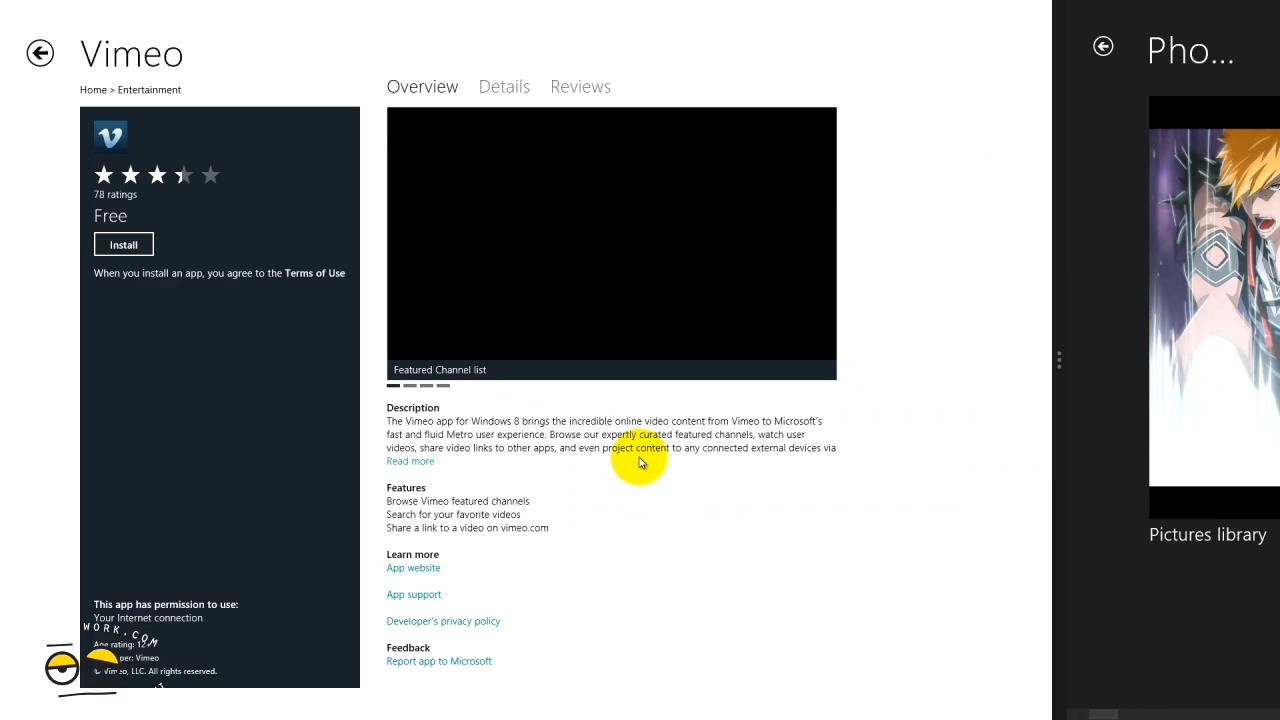 Vimeo
Home > Entertainment
Overview Details Reviews
78 ratings
Free
Install
When you install an app, you agree to the Terms of Use
Featured Channel list
Description
The Vimeo app for Windows 8 brings the incredible online video content from Vimeo to Microsoft's
fast and fluid Metro user experience. Browse our expertly curated featured channels, watch user
videos, share video links to other apps, and even project content to any connected external devices via
Read more
Features
Browse Vimeo featured channels
Search for your favorite videos
Share a link to a video on vimeo.com
Learn more
App website
App support
Developer's privacy policy
Feedback
Report app to Microsoft
This app has permission to use:
Your Internet connection
WORK.COM
Age rating: 12+
Vimeo
© Vimeo, LLC. All rights reserved.
Pho...
Pictures library